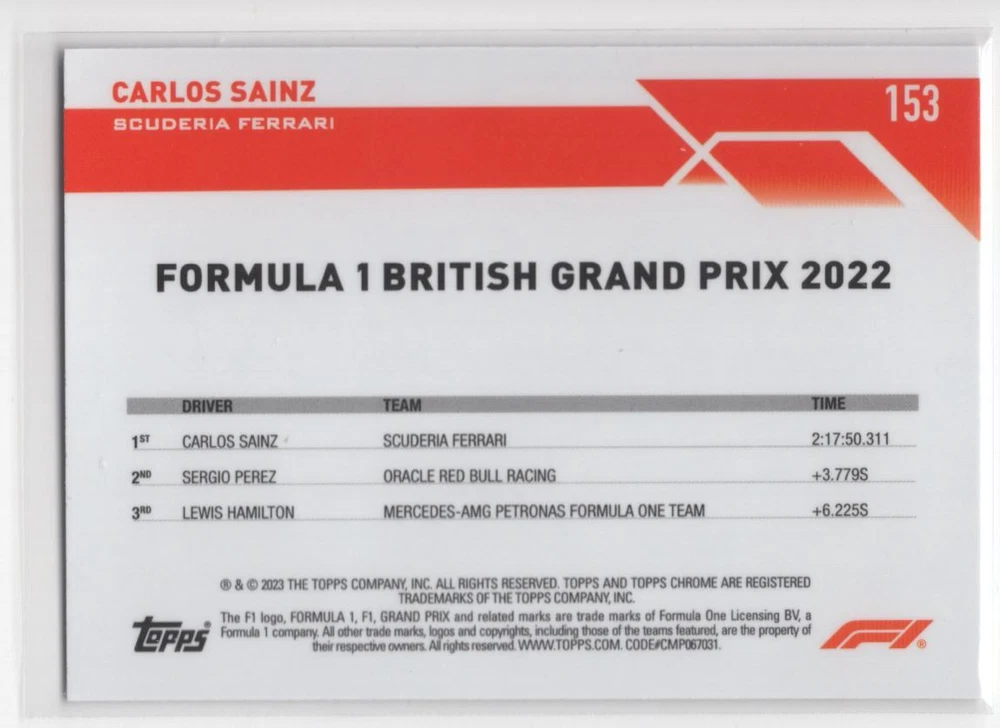 CARLOS SAINZ
SCUDERIA FERRARI
153
FORMULA 1 BRITISH GRAND PRIX 2022
DRIVER TEAM TIME
1ST CARLOS SAINZ SCUDERIA FERRARI 2:17:50.311
2ND SERGIO PEREZ ORACLE RED BULL RACING +3.779S
3RD LEWIS HAMILTON MERCEDES-AMG PETRONAS FORMULA ONE TEAM +6.225S
® & © 2023 THE TOPPS COMPANY, INC. ALL RIGHTS RESERVED. TOPPS AND TOPPS CHROME ARE REGISTERED
TRADEMARKS OF THE TOPPS COMPANY, INC.
The F1 logo, FORMULA 1, F1, GRAND PRIX and related marks are trade marks of Formula One Licensing BV, a
Formula 1 company. All other trade marks, logos and copyrights, including those of the teams featured, are the property of
their respective owners. All rights reserved. WWW.TOPPS.COM. CODE#CMP067031.
topps®
F1®